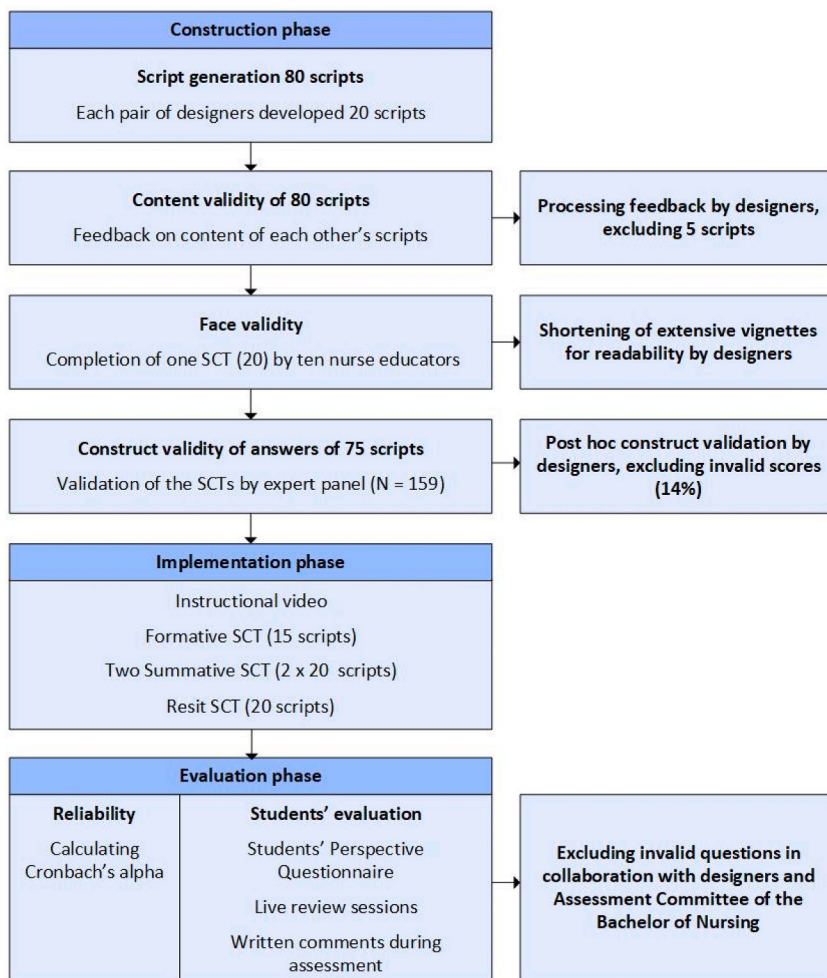 Construction phase
Script generation 80 scripts
Each pair of designers developed 20 scripts
Content validity of 80 scripts
Feedback on content of each other's scripts
Processing feedback by designers,
excluding 5 scripts
Face validity
Completion of one SCT (20) by ten nurse educators
Shortening of extensive vignettes
for readability by designers
Construct validity of answers of 75 scripts
Validation of the SCTs by expert panel (N = 159)
Post hoc construct validation by
designers, excluding invalid scores
(14%)
Implementation phase
Instructional video
Formative SCT (15 scripts)
Two Summative SCT (2 x 20 scripts)
Resit SCT (20 scripts)
Evaluation phase
Reliability
Calculating
Cronbach's alpha
Students' evaluation
Students' Perspective
Questionnaire
Live review sessions
Written comments during
assessment
Excluding invalid questions in
collaboration with designers and
Assessment Committee of the
Bachelor of Nursing